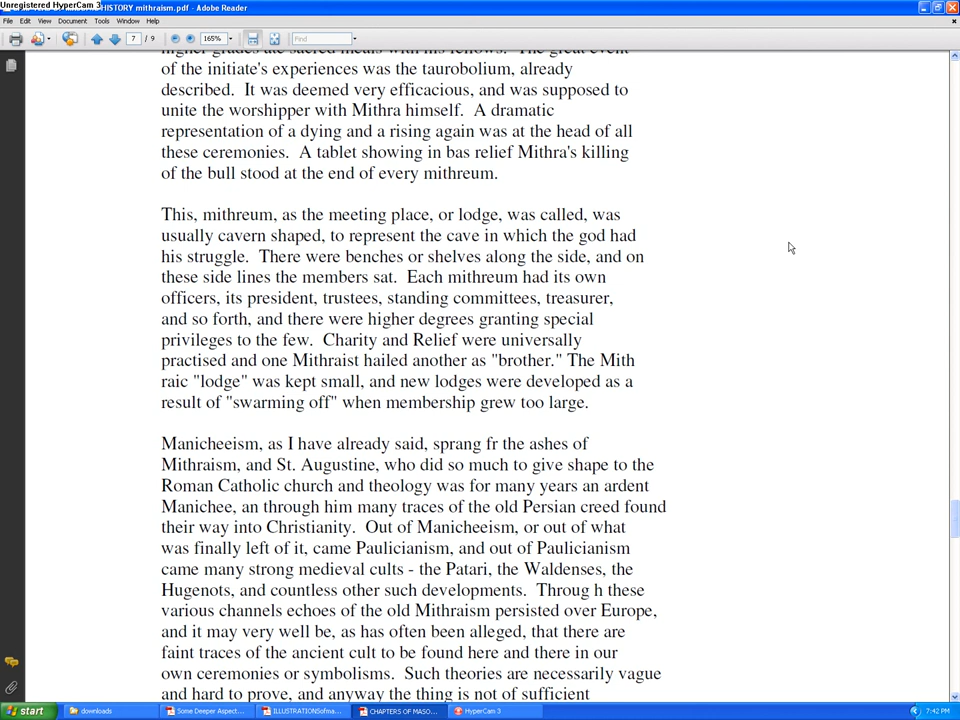 Unregistered HyperCam 3
HISTORY mithraism.pdf - Adobe Reader
File Edit View Document Tools Window Help
7 / 9 165% Find
higher grades
of the initiate's experiences was the taurobolium, already
described. It was deemed very efficacious, and was supposed to
unite the worshipper with Mithra himself. A dramatic
representation of a dying and a rising again was at the head of all
these ceremonies. A tablet showing in bas relief Mithra's killing
of the bull stood at the end of every mithreum.
This, mithreum, as the meeting place, or lodge, was called, was
usually cavern shaped, to represent the cave in which the god had
his struggle. There were benches or shelves along the side, and on
these side lines the members sat. Each mithreum had its own
officers, its president, trustees, standing committees, treasurer,
and so forth, and there were higher degrees granting special
privileges to the few. Charity and Relief were universally
practised and one Mithraist hailed another as "brother." The Mith
raic "lodge" was kept small, and new lodges were developed as a
result of "swarming off" when membership grew too large.
Manicheeism, as I have already said, sprang fr the ashes of
Mithraism, and St. Augustine, who did so much to give shape to the
Roman Catholic church and theology was for many years an ardent
Manichee, an through him many traces of the old Persian creed found
their way into Christianity. Out of Manicheeism, or out of what
was finally left of it, came Paulicianism, and out of Paulicianism
came many strong medieval cults - the Patari, the Waldenses, the
Hugenots, and countless other such developments. Throug h these
various channels echoes of the old Mithraism persisted over Europe,
and it may very well be, as has often been alleged, that there are
faint traces of the ancient cult to be found here and there in our
own ceremonies or symbolisms. Such theories are necessarily vague
and hard to prove, and anyway the thing is not of sufficient
start downloads Some Deeper Aspect... ILLUSTRATIONSofma... CHAPTERS OF MASO... HyperCam 3 7:42 PM